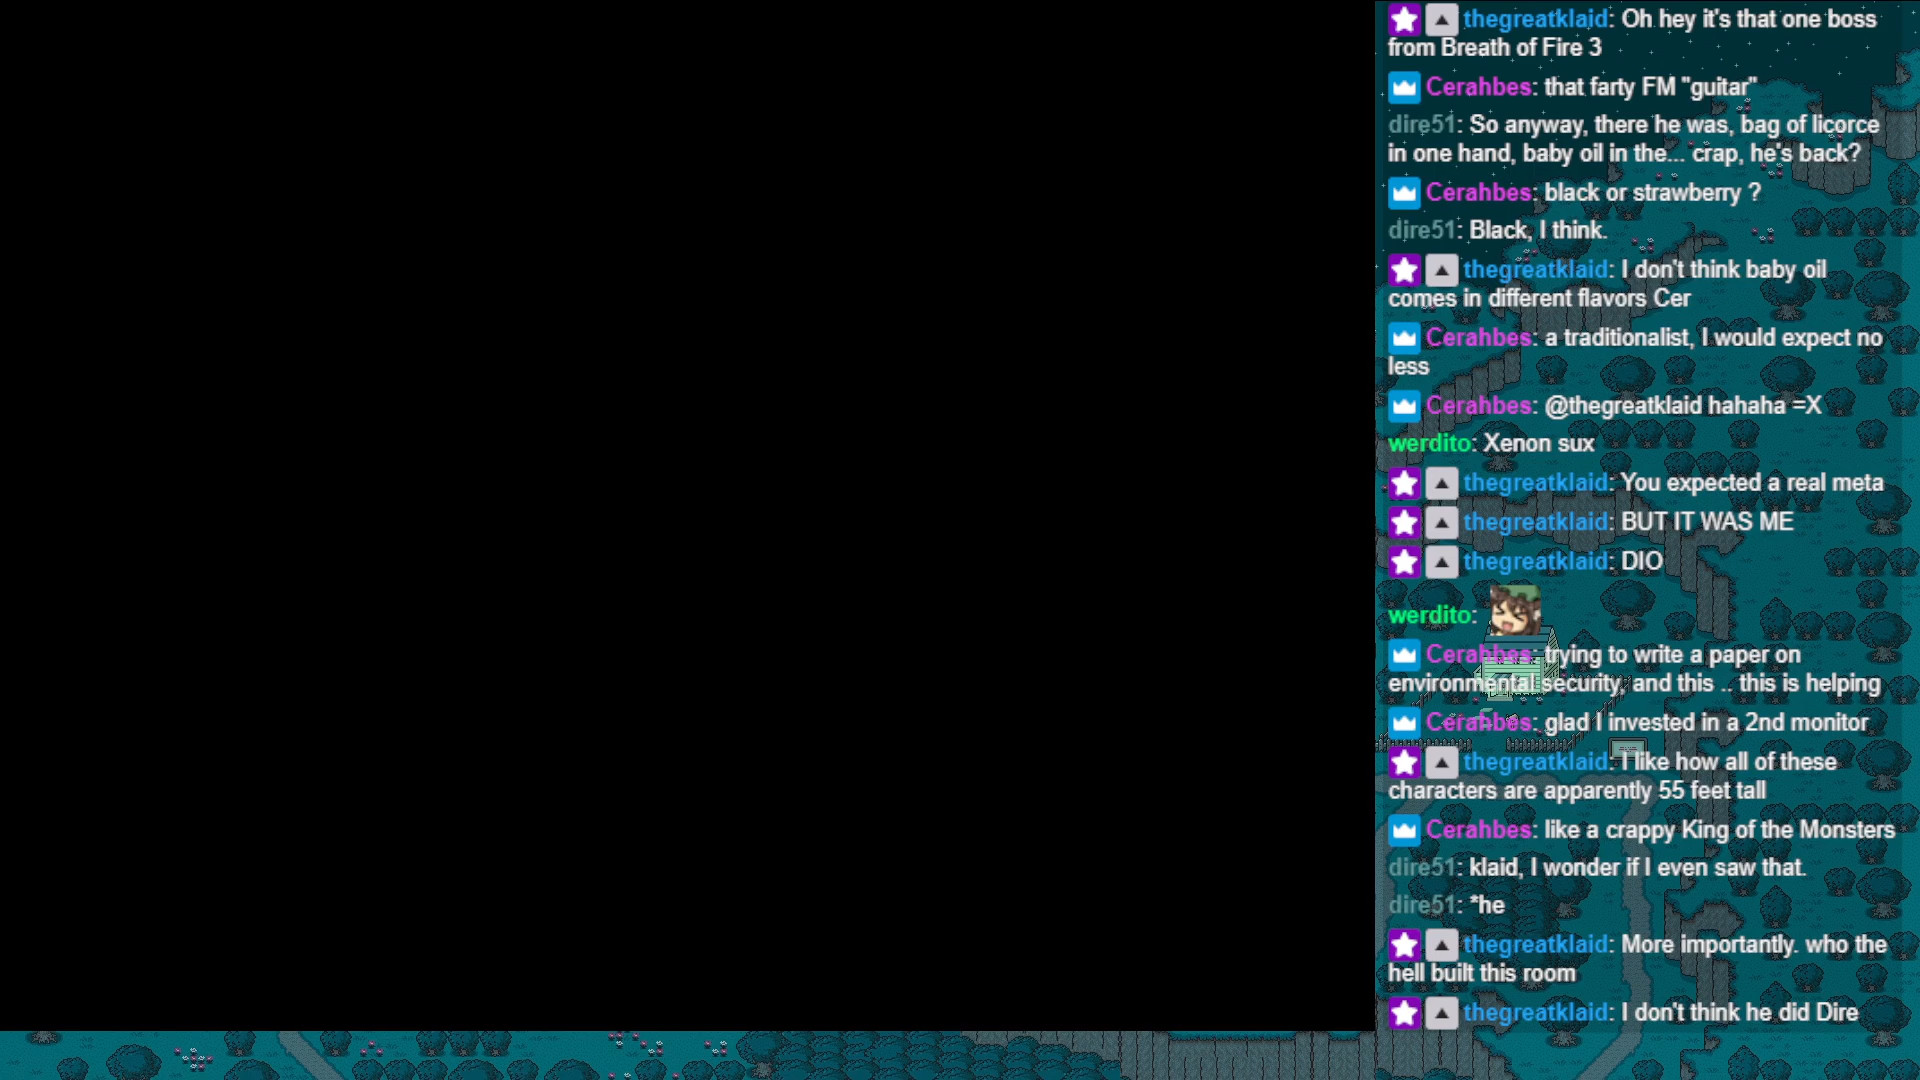 thegreatklaid: Oh hey it's that one boss
from Breath of Fire 3
Cerahbes: that farty FM "guitar"
dire51: So anyway, there he was, bag of licorce
in one hand, baby oil in the... crap, he's back?
Cerahbes: black or strawberry ?
dire51: Black, I think.
thegreatklaid: I don't think baby oil
comes in different flavors Cer
Cerahbes: a traditionalist, I would expect no
less
Cerahbes: @thegreatklaid hahaha =X
werdito: Xenon sux
thegreatklaid: You expected a real meta
thegreatklaid: BUT IT WAS ME
thegreatklaid: DIO
werdito:
Cerahbes: trying to write a paper on
environmental security, and this .. this is helping
Cerahbes: glad I invested in a 2nd monitor
thegreatklaid: I like how all of these
characters are apparently 55 feet tall
Cerahbes: like a crappy King of the Monsters
dire51: klaid, I wonder if I even saw that.
dire51: *he
thegreatklaid: More importantly. who the
hell built this room
thegreatklaid: I don't think he did Dire